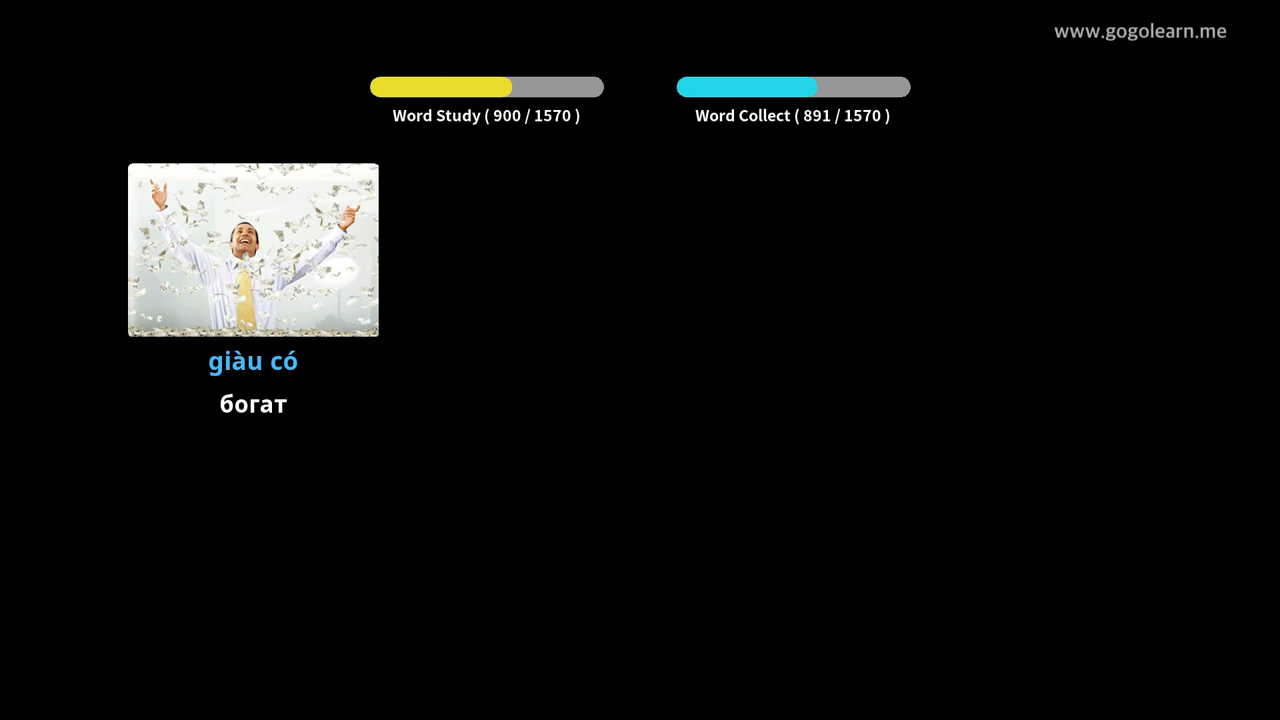 www.gogolearn.me
Word Study ( 900 / 1570 )
Word Collect ( 891 / 1570 )
giàu có
богат